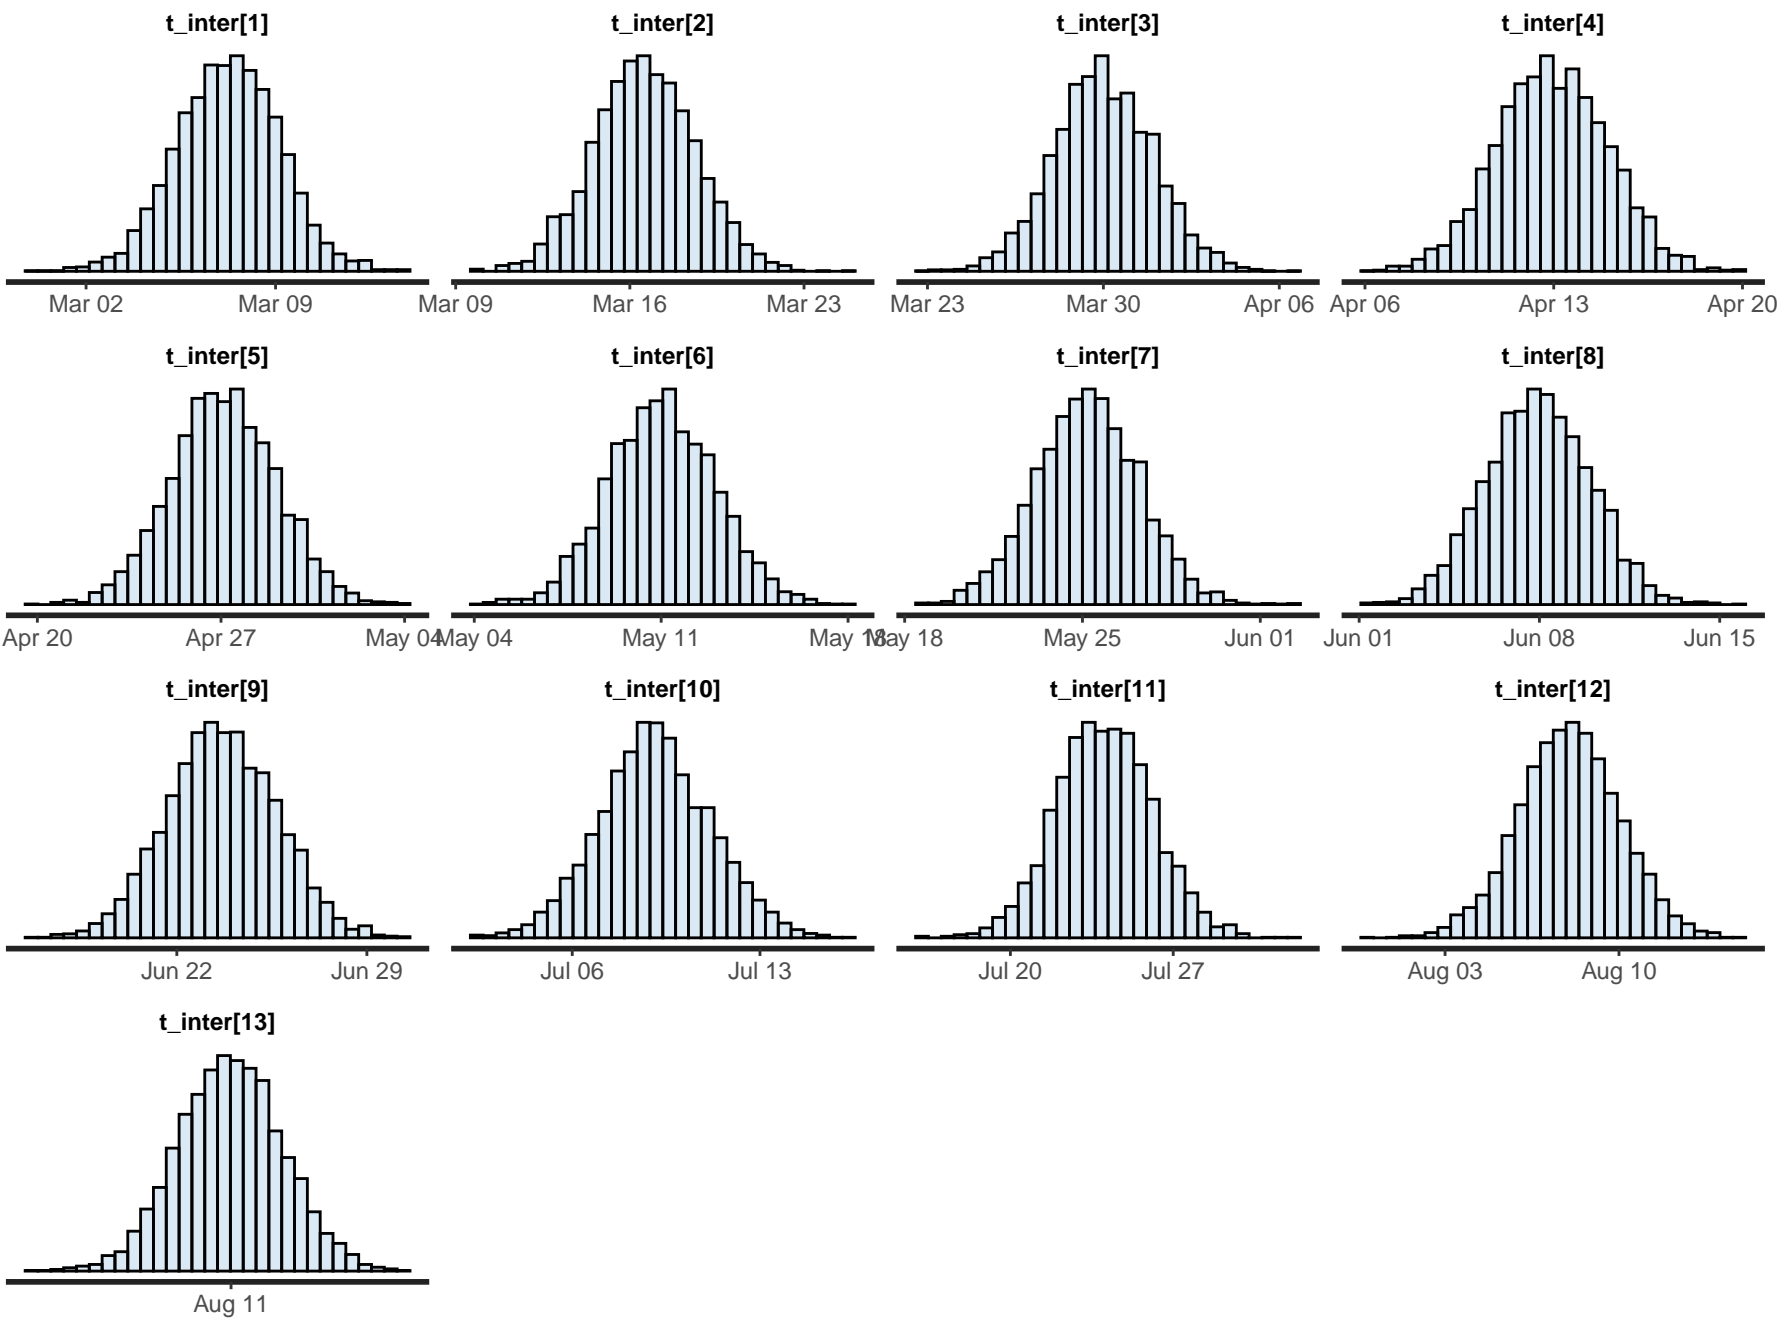 t_inter[1] t_inter[2] t_inter[3] t_inter[4]
Mar 02 Mar 09 Mar 09 Mar 16 Mar 23 Mar 23 Mar 30 Apr 06 Apr 06 Apr 13 Apr 20
t_inter[5] t_inter[6] t_inter[7] t_inter[8]
Apr 20 Apr 27 May 04 May 04 May 11 May 18 May 18 May 25 Jun 01 Jun 01 Jun 08 Jun 15
t_inter[9] t_inter[10] t_inter[11] t_inter[12]
Jun 22 Jun 29 Jul 06 Jul 13 Jul 20 Jul 27 Aug 03 Aug 10
t_inter[13]
Aug 11